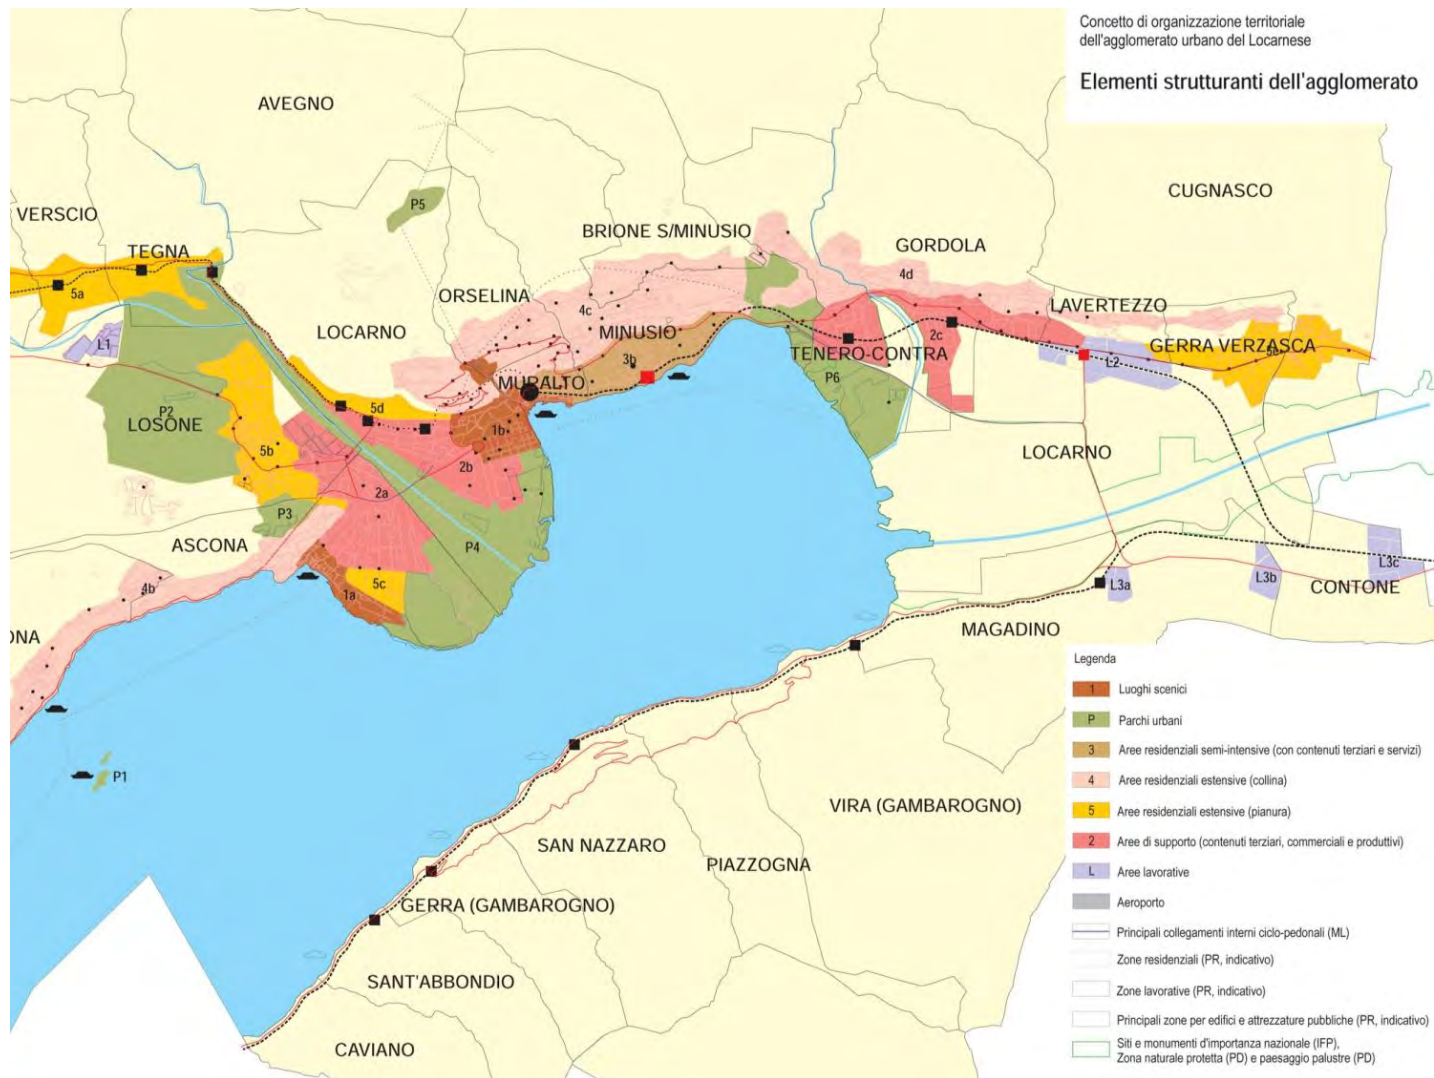 Concetto di organizzazione territoriale
dell'agglomerato urbano del Locarnese
Elementi strutturanti dell'agglomerato
AVEGNO
CUGNASCO
P5
VERSCIO
BRIONE S/MINUSIO
TEGNA
GORDOLA
4d
5a
ORSELINA
4c
LAVERTEZZO
LOCARNO
MINUSIO
2c
L1
3b
TENERO-CONTRA
GERRA VERZASCA
5e
L2
MURALTO
P6
P2
5d
LOSONE
1b
5b
2b
LOCARNO
2a
P3
ASCONA
P4
4b
5c
1a
L3a
L3b
L3c
CONTONE
ONA
MAGADINO
P1
VIRA (GAMBAROGNO)
SAN NAZZARO
PIAZZOGNA
GERRA (GAMBAROGNO)
SANT'ABBONDIO
CAVIANO
Legenda
1 Luoghi scenici
P Parchi urbani
3 Aree residenziali semi-intensive (con contenuti terziari e servizi)
4 Aree residenziali estensive (collina)
5 Aree residenziali estensive (pianura)
2 Aree di supporto (contenuti terziari, commerciali e produttivi)
L Aree lavorative
Aeroporto
Principali collegamenti interni ciclo-pedonali (ML)
Zone residenziali (PR, indicativo)
Zone lavorative (PR, indicativo)
Principali zone per edifici e attrezzature pubbliche (PR, indicativo)
Siti e monumenti d'importanza nazionale (IFP),
Zona naturale protetta (PD) e paesaggio palustre (PD)